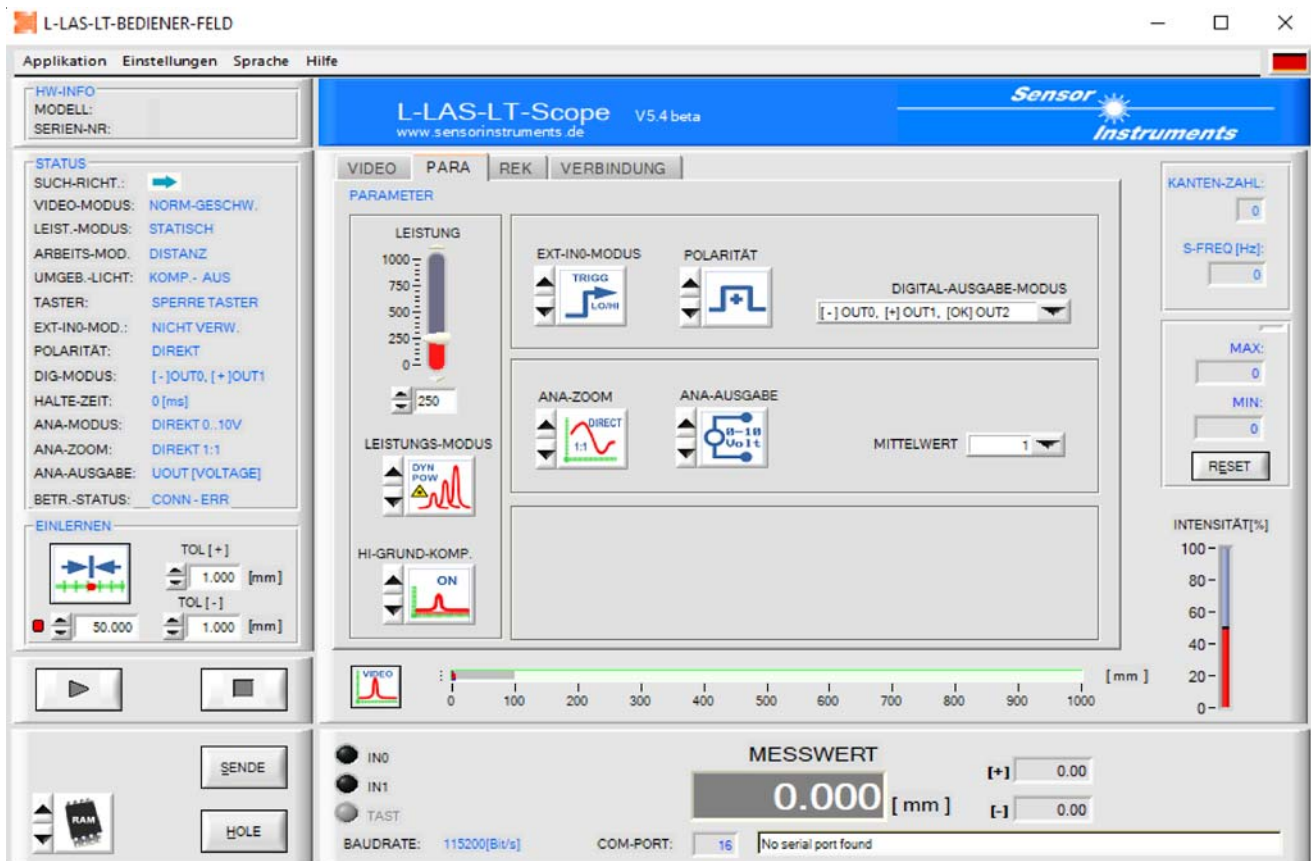 L-LAS-LT-BEDIENER-FELD
Applikation Einstellungen Sprache Hilfe
HW-INFO
MODELL:
SERIEN-NR:
L-LAS-LT-Scope V5.4 beta
www.sensorinstruments.de
Sensor
Instruments
STATUS
SUCH-RICHT.:
VIDEO-MODUS: NORM-GESCHW.
LEIST.-MODUS: STATISCH
ARBEITS-MOD. DISTANZ
UMGEB.-LICHT: KOMP.- AUS
TASTER: SPERRE TASTER
EXT-IN0-MOD.: NICHT VERW.
POLARITÄT: DIREKT
DIG-MODUS: [-]OUT0, [+]OUT1
HALTE-ZEIT: 0 [ms]
ANA-MODUS: DIREKT 0..10V
ANA-ZOOM: DIREKT 1:1
ANA-AUSGABE: UOUT [VOLTAGE]
BETR.-STATUS: CONN - ERR
EINLERNEN
TOL [+]
1.000 [mm]
TOL [-]
50.000 1.000 [mm]
VIDEO PARA REK VERBINDUNG
PARAMETER
LEISTUNG
1000
750
500
250
0
250
LEISTUNGS-MODUS
DYN
POW
HI-GRUND-KOMP.
ON
EXT-IN0-MODUS POLARITÄT
TRIGG
LO/HI
DIGITAL-AUSGABE-MODUS
[-] OUT0, [+] OUT1, [OK] OUT2
ANA-ZOOM ANA-AUSGABE
DIRECT
1:1
0-10
Volt
MITTELWERT 1
KANTEN-ZAHL:
0
S-FREQ [Hz]:
0
MAX:
0
MIN:
0
RESET
INTENSITÄT[%]
100
80
60
40
20
0
VIDEO
[mm]
0 100 200 300 400 500 600 700 800 900 1000
SENDE
RAM
HOLE
IN0
IN1
TAST
MESSWERT
0.000 [mm]
[+] 0.00
[-] 0.00
BAUDRATE: 115200[Bit/s] COM-PORT: 16 No serial port found